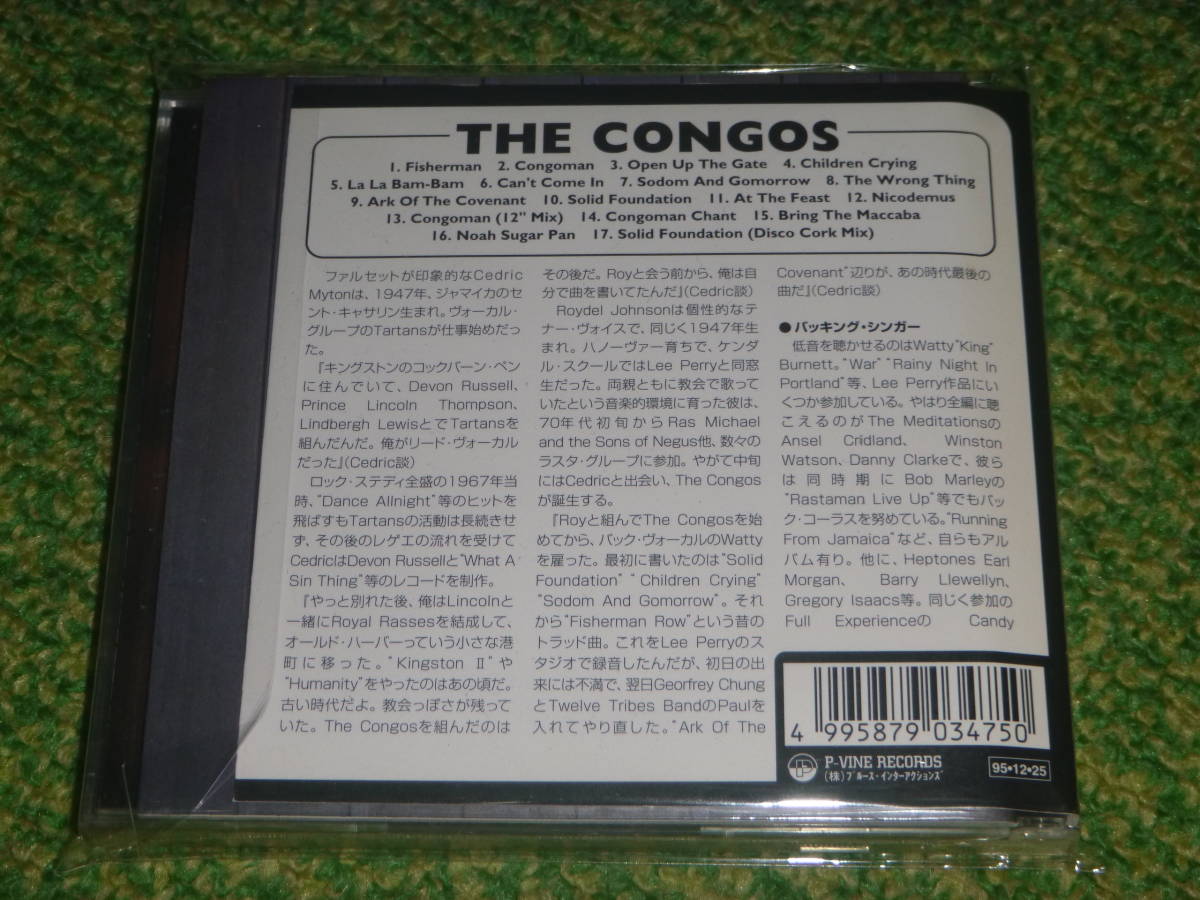 THE CONGOS
1. Fisherman 2. Congoman 3. Open Up The Gate 4. Children Crying
5. La La Bam-Bam 6. Can't Come In 7. Sodom And Gomorrow 8. The Wrong Thing
9. Ark Of The Covenant 10. Solid Foundation 11. At The Feast 12. Nicodemus
13. Congoman (12" Mix) 14. Congoman Chant 15. Bring The Maccaba
16. Noah Sugar Pan 17. Solid Foundation (Disco Cork Mix)
ファルセットが印象的なCedric
Mytonは、1947年、ジャマイカのセ
ント・キャサリン生まれ。ヴォーカル・
グループのTartansが仕事始めだっ
た。
『キングストンのコックバーン・ペン
に住んでいて、Devon Russell、
Prince Lincoln Thompson、
Lindbergh LewisとでTartansを
組んだんだ。俺がリード・ヴォーカル
だった』(Cedric談)
ロック・ステディ全盛の1967年当
時、"Dance Allnight"等のヒットを
飛ばすもTartansの活動は長続きせ
ず、その後のレゲエの流れを受けて
CedricはDevon Russellと"What A
Sin Thing"等のレコードを制作。
『やっと別れた後、俺はLincolnと
一緒にRoyal Rassesを結成して、
オールド・ハーバーっていう小さな港
町に移った。"Kingston II"や
"Humanity"をやったのはあの頃だ。
古い時代だよ。教会っぽさが残って
いた。The Congosを組んだのは
その後だ。Royと会う前から、俺は自
分で曲を書いてたんだ』(Cedric談)
Roydel Johnsonは個性的なテ
ナー・ヴォイスで、同じく1947年生
まれ。ハノーヴァー育ちで、ケンダ
ル・スクールではLee Perryと同窓
生だった。両親ともに教会で歌って
いたという音楽的環境に育った彼は、
70年代初旬からRas Michael
and the Sons of Negus他、数々の
ラスタ・グループに参加。やがて中旬
にはCedricと出会い、The Congos
が誕生する。
『Royと組んでThe Congosを始
めてから、バック・ヴォーカルのWatty
を雇った。最初に書いたのは"Solid
Foundation" "Children Crying"
"Sodom And Gomorrow"。それ
から"Fisherman Row"という昔の
トラッド曲。これをLee Perryのス
タジオで録音したんだが、初日の出
来には不満で、翌日Georfrey Chung
とTwelve Tribes BandのPaulを
入れてやり直した。"Ark Of The
Covenant"辺りが、あの時代最後の
曲だ』(Cedric談)
●バッキング・シンガー
低音を聴かせるのはWatty"King"
Burnett。"War" "Rainy Night In
Portland"等、Lee Perry作品にい
くつか参加している。やはり全編に聴
こえるのがThe Meditationsの
Ansel Cridland、Winston
Watson、Danny Clarkeで、彼ら
は同時期にBob Marleyの
"Rastaman Live Up"等でもバッ
ク・コーラスを努めている。"Running
From Jamaica"など、自らもアル
バム有り。他に、Heptones Earl
Morgan、Barry Llewellyn、
Gregory Isaacs等。同じく参加の
Full ExperienceのCandy
4 995879 034750
P-VINE RECORDS
(株)ブルース・インターアクションズ
95•12•25